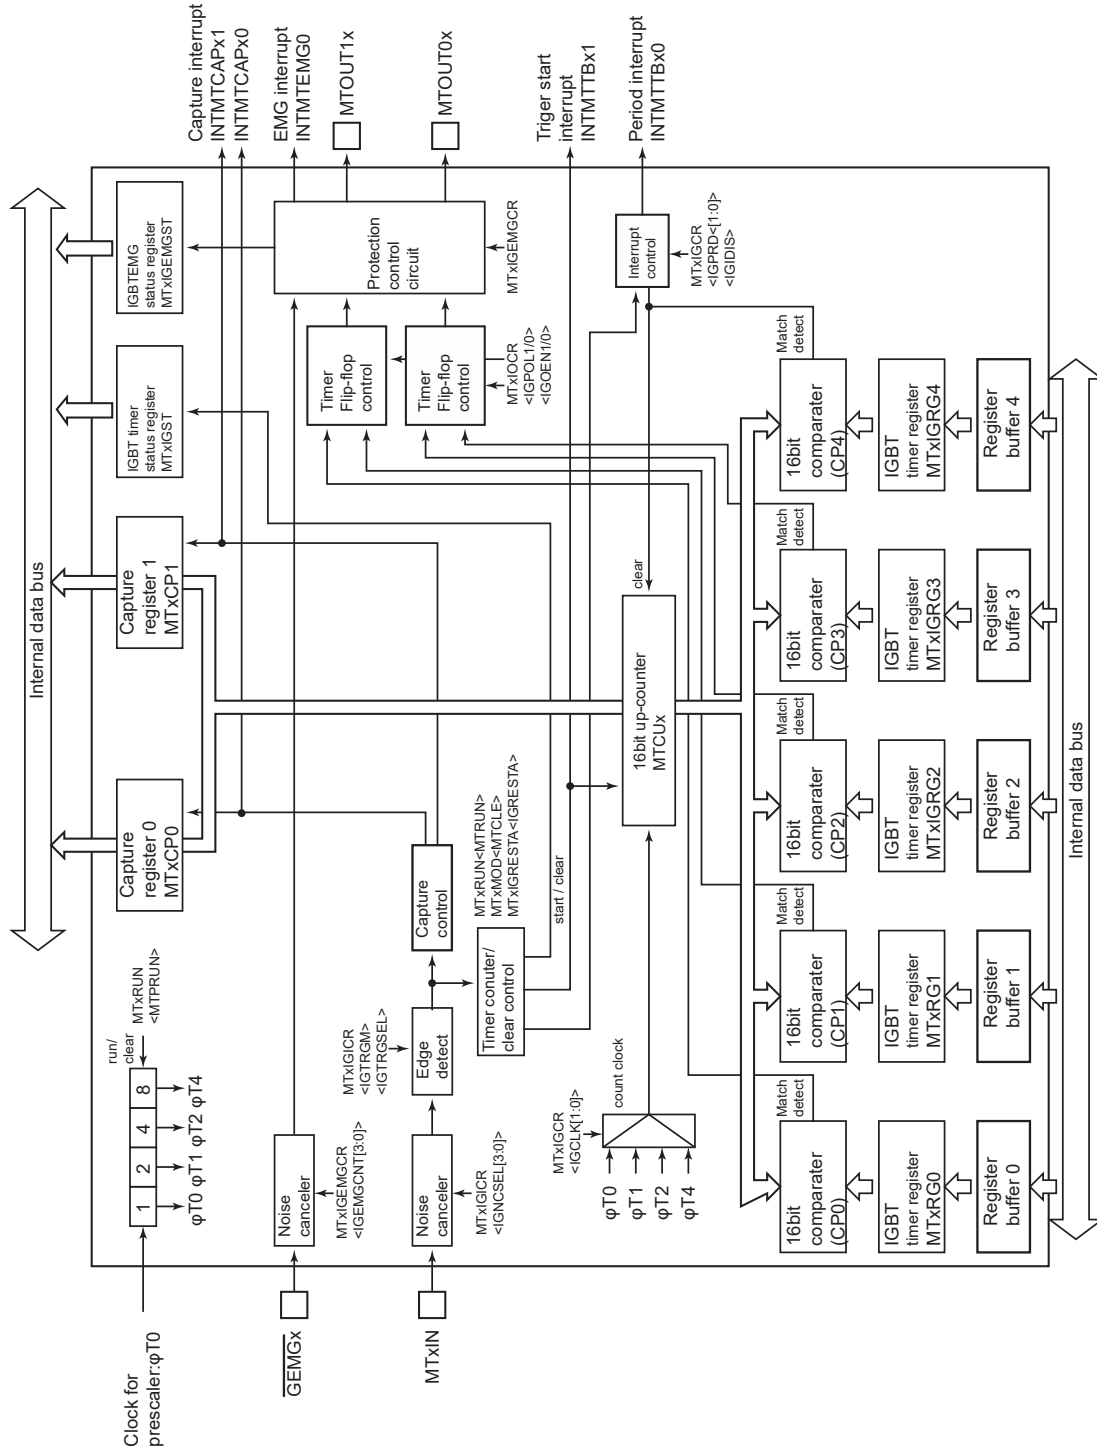 Internal data bus
Clock for
prescaler:φT0
1
2
4
8
run/
clear
MTxRUN
<MTPRUN>
φT0
φT1
φT2
φT4
Capture
register 0
MTxCP0
Capture
register 1
MTxCP1
IGBT timer
status register
MTxIGST
IGBTEMG
status register
MTxIGEMGST
Capture interrupt
INTMTCAPx1
INTMTCAPx0
GEMGx
Noise
canceler
MTxIGEMGCR
<IGEMGCNT[3:0]>
Timer
Flip-flop
control
Protection
control
circuit
MTxIGEMGCR
EMG interrupt
INTMTEMG0
MTOUT1x
MTOUT0x
MTxIN
Noise
canceler
MTxIGICR
<IGNCSEL[3:0]>
MTxIGICR
<IGTRGM>
<IGTRGSEL>
Edge
detect
Capture
control
Timer
Flip-flop
control
MTxIOCR
<IGPOL1/0>
<IGOEN1/0>
Timer conuter/
clear control
MTxRUN<MTRUN>
MTxMOD<MTCLE>
MTxIGRESTA<IGRESTA>
start / clear
Triger start
interrupt
INTMTTBx1
MTxIGCR
<IGCLK[1:0]>
φT0
φT1
φT2
φT4
count clock
16bit up-counter
MTCUx
clear
Interrupt
control
MTxIGCR
<IGPRD<[1:0]>
<IGIDIS>
Period interrupt
INTMTTBx0
Match
detect
16bit
comparater
(CP0)
IGBT
timer register
MTxRG0
Register
buffer 0
Match
detect
16bit
comparater
(CP1)
IGBT
timer register
MTxRG1
Register
buffer 1
Match
detect
16bit
comparater
(CP2)
IGBT
timer register
MTxIGRG2
Register
buffer 2
Match
detect
16bit
comparater
(CP3)
IGBT
timer register
MTxIGRG3
Register
buffer 3
Match
detect
16bit
comparater
(CP4)
IGBT
timer register
MTxIGRG4
Register
buffer 4
Internal data bus